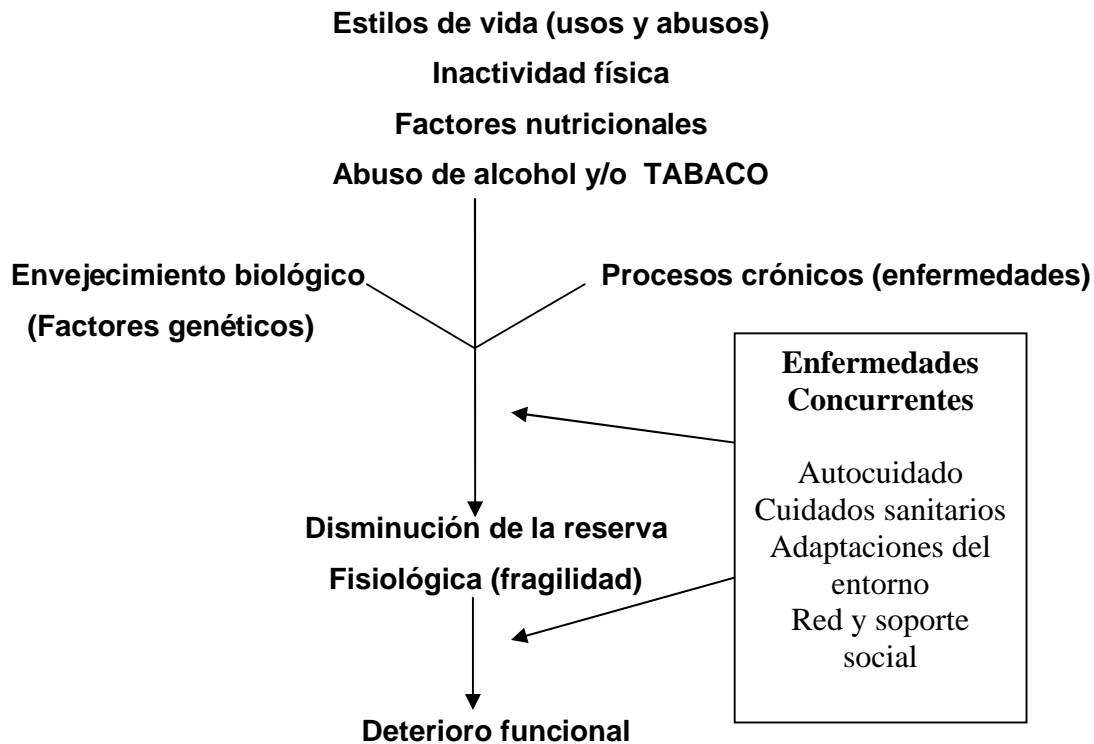 Estilos de vida (usos y abusos)
Inactividad física
Factores nutricionales
Abuso de alcohol y/o TABACO
Envejecimiento biológico
(Factores genéticos)
Procesos crónicos (enfermedades)
Enfermedades
Concurrentes
Autocuidado
Cuidados sanitarios
Adaptaciones del
entorno
Red y soporte
social
Disminución de la reserva
Fisiológica (fragilidad)
Deterioro funcional